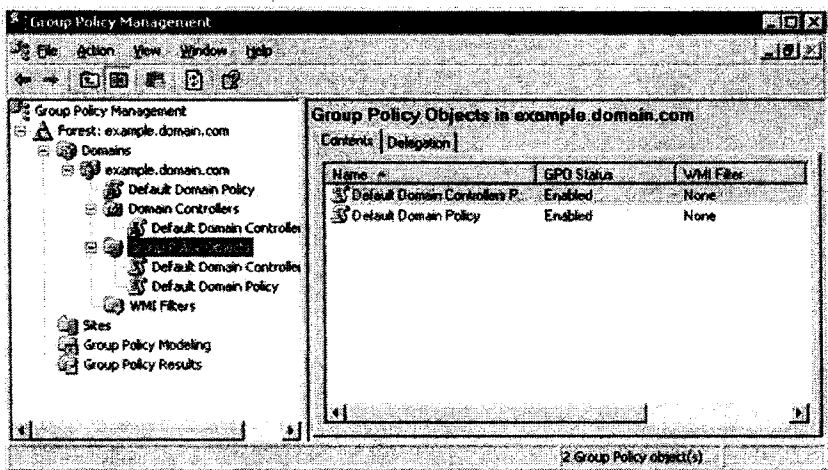 Group Policy Management
File Action View Window Help
Group Policy Management
Forest: example.domain.com
Domains
example.domain.com
Default Domain Policy
Domain Controllers
Default Domain Controller
Default Domain Controller
Default Domain Policy
WMI Filters
Sites
Group Policy Modeling
Group Policy Results
Group Policy Objects in example.domain.com
Contents Delegation
Name GPO Status WMI Filter
Default Domain Controllers P... Enabled None
Default Domain Policy Enabled None
2 Group Policy object(s)